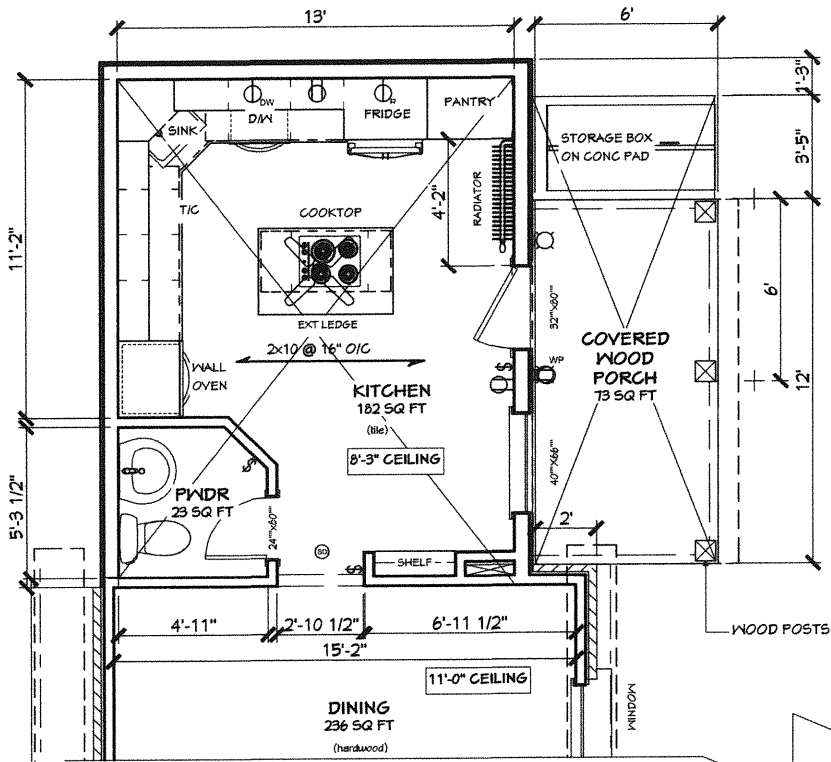 13'
6'
1'-3"
3'-5"
DW
D/W
R
FRIDGE
PANTRY
SINK
STORAGE BOX
ON CONC PAD
4'-2"
RADIATOR
T/C
COOKTOP
11'-2"
6'
EXT LEDGE
32""x80""
2x10 @ 16" O/C
COVERED
WOOD
PORCH
73 SQ FT
12'
WALL
OVEN
WP
$
KITCHEN
182 SQ FT
(tile)
8'-3" CEILING
40""x66""
5'-3 1/2"
PWDR
23 SQ FT
24""x80""
2'
SD
SHELF
4'-11"
2'-10 1/2"
6'-11 1/2"
WOOD POSTS
15'-2"
11'-0" CEILING
WINDOW
DINING
236 SQ FT
(hardwood)